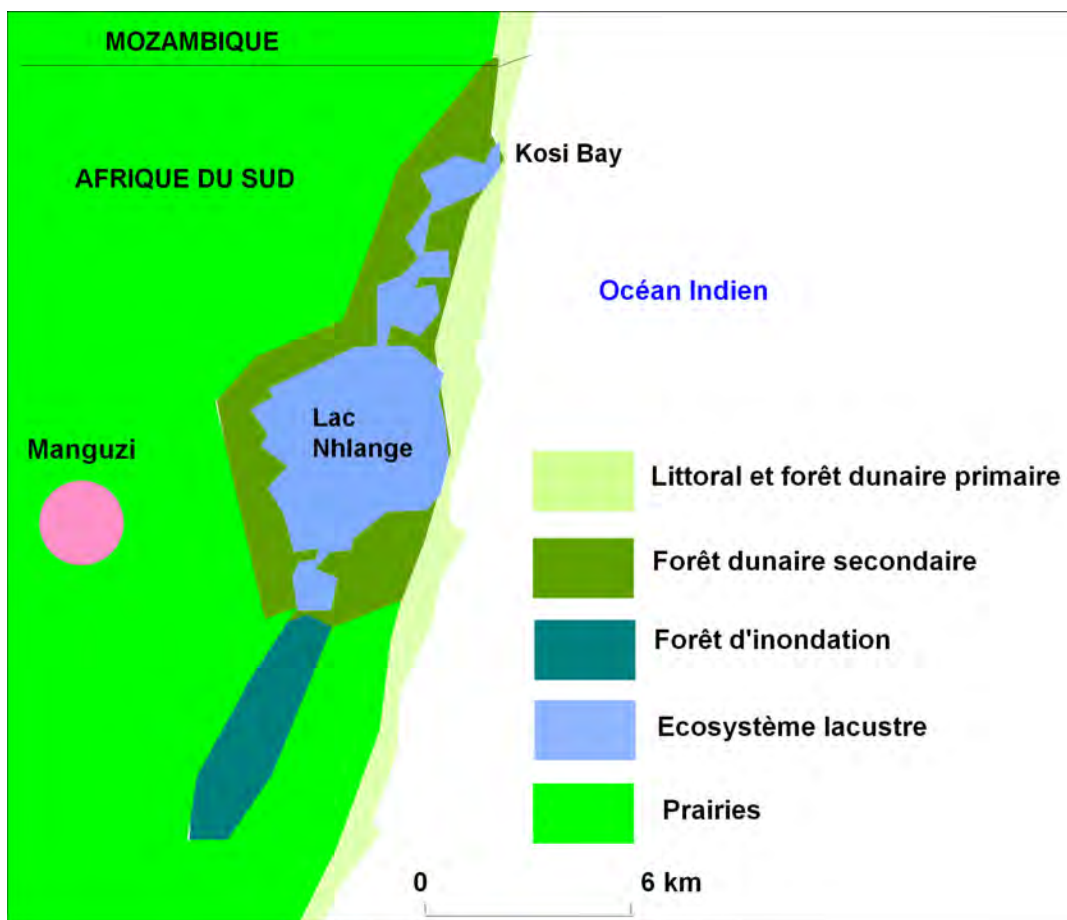 MOZAMBIQUE
AFRIQUE DU SUD
Kosi Bay
Océan Indien
Lac
Nhlange
Manguzi
Littoral et forêt dunaire primaire
Forêt dunaire secondaire
Forêt d'inondation
Ecosystème lacustre
Prairies
0 6 km